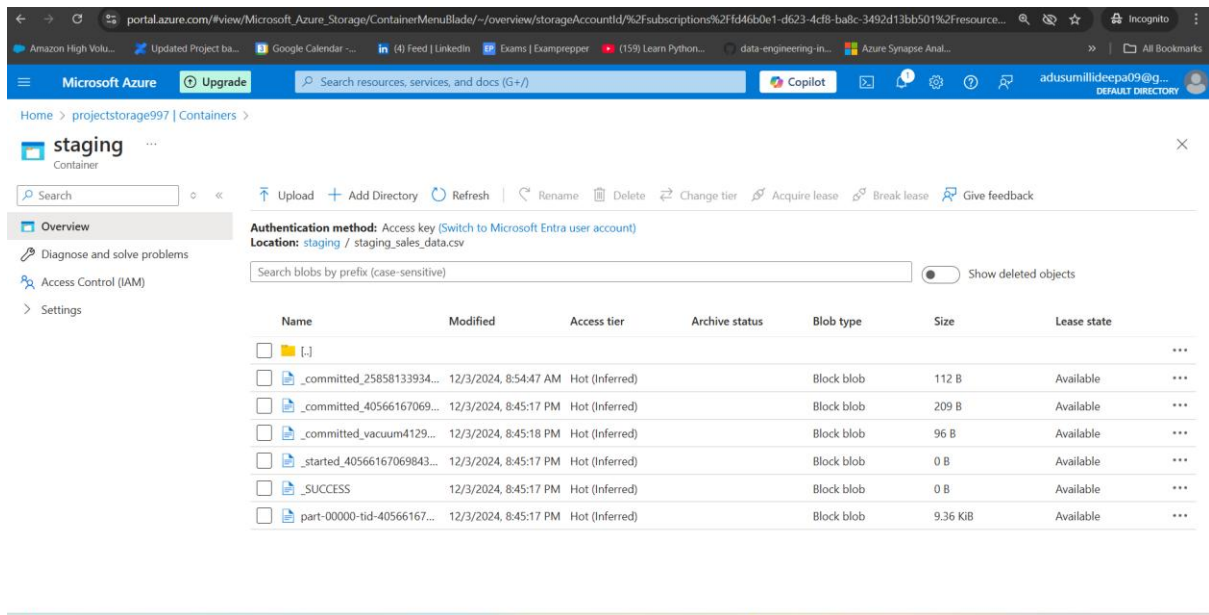 portal.azure.com/#view/Microsoft_Azure_Storage/ContainerMenuBlade/~/overview/storageAccountId/%2Fsubscriptions%2Ffd46b0e1-d623-4cf8-ba8c-3492d13bb501%2Fresource... Incognito
Amazon High Volu... Updated Project ba... Google Calendar -... (4) Feed | LinkedIn EP Exams | Examprepper (159) Learn Python... data-engineering-in... Azure Synapse Anal... » All Bookmarks
Microsoft Azure Upgrade Search resources, services, and docs (G+/) Copilot 1 adusumillideepa09@g...
DEFAULT DIRECTORY
Home > projectstorage997 | Containers >
staging ...
Container
Search « Upload Add Directory Refresh Rename Delete Change tier Acquire lease Break lease Give feedback
Overview
Diagnose and solve problems
Access Control (IAM)
Settings
Authentication method: Access key (Switch to Microsoft Entra user account)
Location: staging / staging_sales_data.csv
Search blobs by prefix (case-sensitive) Show deleted objects
Name Modified Access tier Archive status Blob type Size Lease state
[..] ...
_committed_25858133934... 12/3/2024, 8:54:47 AM Hot (Inferred) Block blob 112 B Available ...
_committed_40566167069... 12/3/2024, 8:45:17 PM Hot (Inferred) Block blob 209 B Available ...
_committed_vacuum4129... 12/3/2024, 8:45:18 PM Hot (Inferred) Block blob 96 B Available ...
_started_40566167069843... 12/3/2024, 8:45:17 PM Hot (Inferred) Block blob 0 B Available ...
_SUCCESS 12/3/2024, 8:45:17 PM Hot (Inferred) Block blob 0 B Available ...
part-00000-tid-40566167... 12/3/2024, 8:45:17 PM Hot (Inferred) Block blob 9.36 KiB Available ...